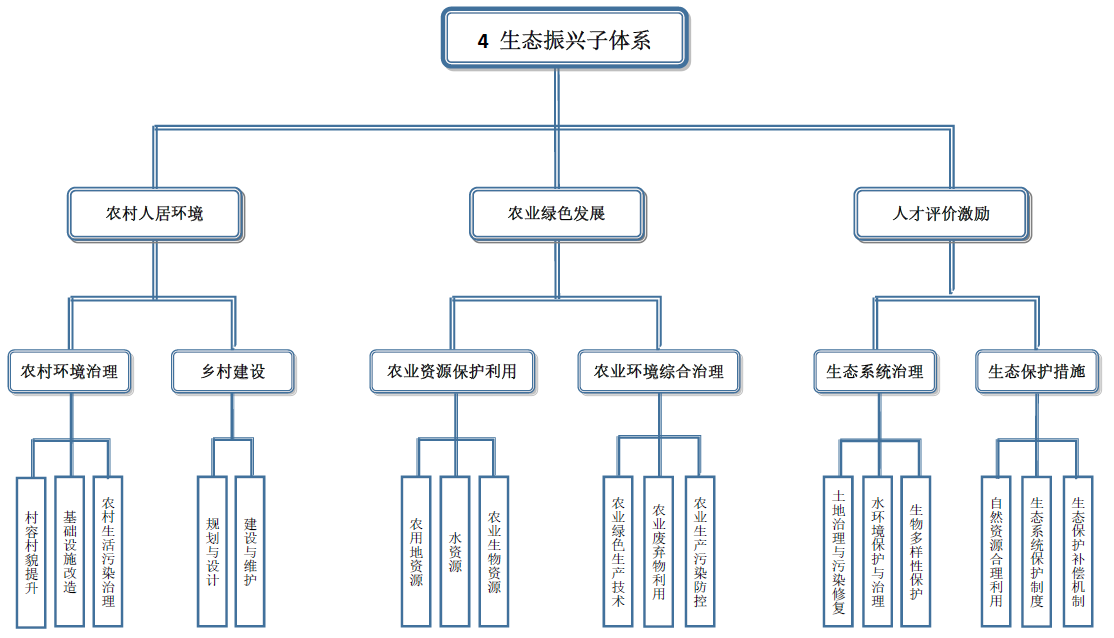 4 生态振兴子体系
农村人居环境
农业绿色发展
人才评价激励
农村环境治理
乡村建设
农业资源保护利用
农业环境综合治理
生态系统治理
生态保护措施
村容村貌提升
基础设施改造
农村生活污染治理
规划与设计
建设与维护
农用地资源
水资源
农业生物资源
农业绿色生产技术
农业废弃物利用
农业生产污染防控
土地治理与污染修复
水环境保护与治理
生物多样性保护
自然资源合理利用
生态系统保护制度
生态保护补偿机制